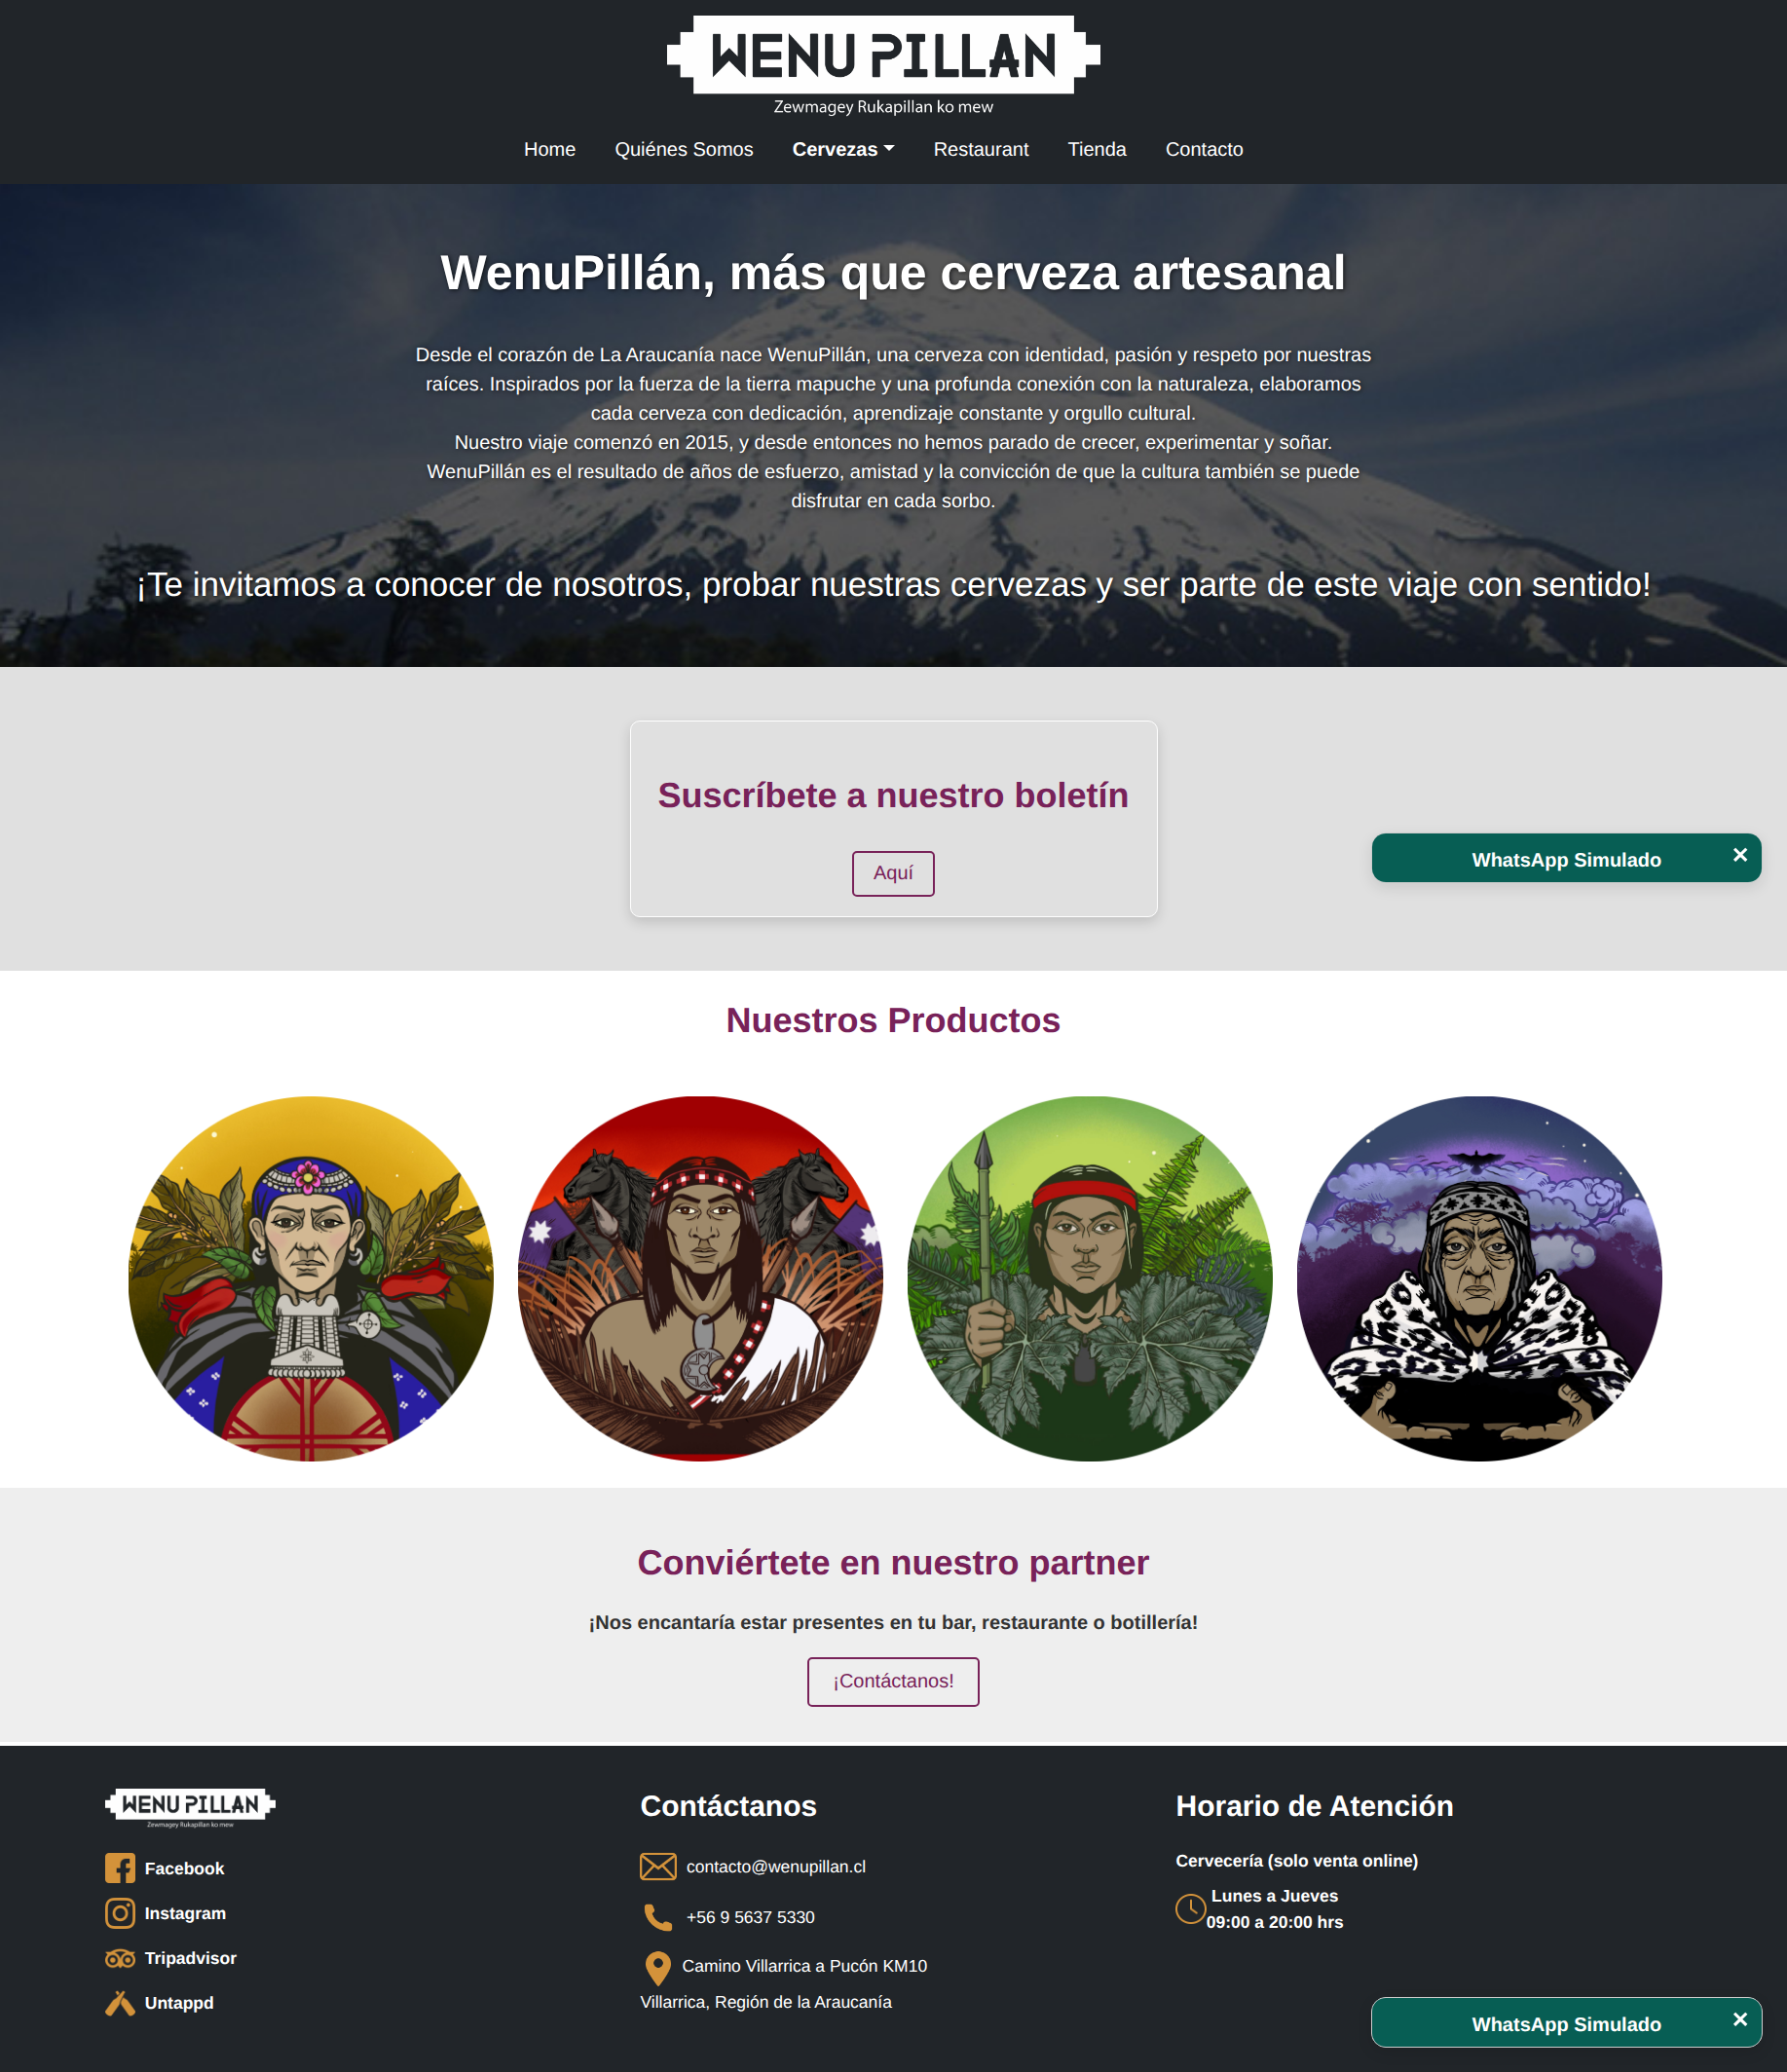 WENU PILLAN
Zewmagey Rukapillan ko mew
Home Quiénes Somos Cervezas Restaurant Tienda Contacto
WenuPillán, más que cerveza artesanal
Desde el corazón de La Araucanía nace WenuPillán, una cerveza con identidad, pasión y respeto por nuestras
raíces. Inspirados por la fuerza de la tierra mapuche y una profunda conexión con la naturaleza, elaboramos
cada cerveza con dedicación, aprendizaje constante y orgullo cultural.
Nuestro viaje comenzó en 2015, y desde entonces no hemos parado de crecer, experimentar y soñar.
WenuPillán es el resultado de años de esfuerzo, amistad y la convicción de que la cultura también se puede
disfrutar en cada sorbo.
¡Te invitamos a conocer de nosotros, probar nuestras cervezas y ser parte de este viaje con sentido!
Suscríbete a nuestro boletín
Aquí
WhatsApp Simulado ✕
Nuestros Productos
Conviértete en nuestro partner
¡Nos encantaría estar presentes en tu bar, restaurante o botillería!
¡Contáctanos!
WENU PILLAN
Zewmagey Rukapillan ko mew
Facebook
Instagram
Tripadvisor
Untappd
Contáctanos
contacto@wenupillan.cl
+56 9 5637 5330
Camino Villarrica a Pucón KM10
Villarrica, Región de la Araucanía
Horario de Atención
Cervecería (solo venta online)
Lunes a Jueves
09:00 a 20:00 hrs
WhatsApp Simulado ✕